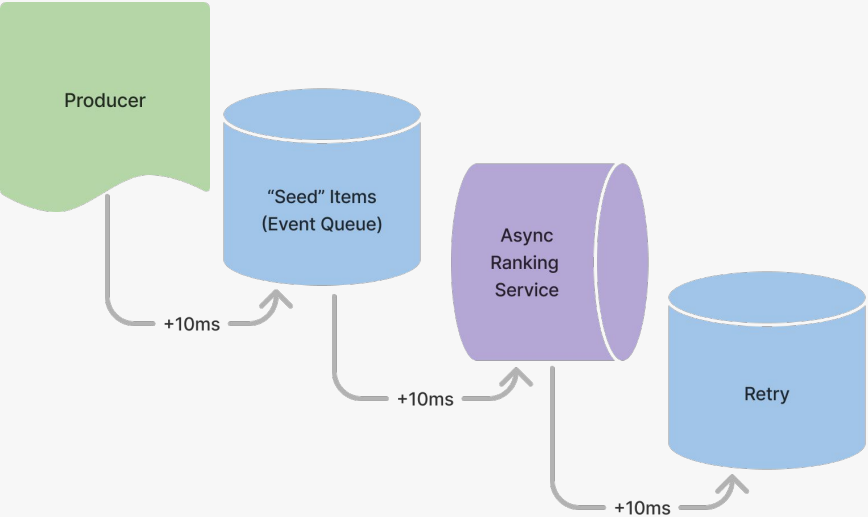 Producer
“Seed” Items
(Event Queue)
Async
Ranking
Service
Retry
+10ms
+10ms
+10ms